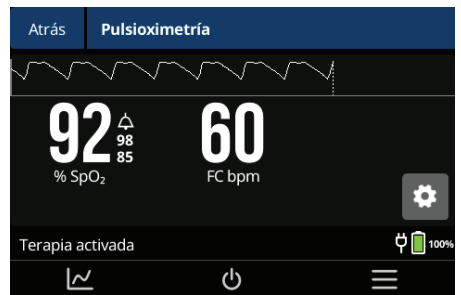 Atrás Pulsioximetría
92 98 60
85
% SpO₂ FC bpm
Terapia activada 100%